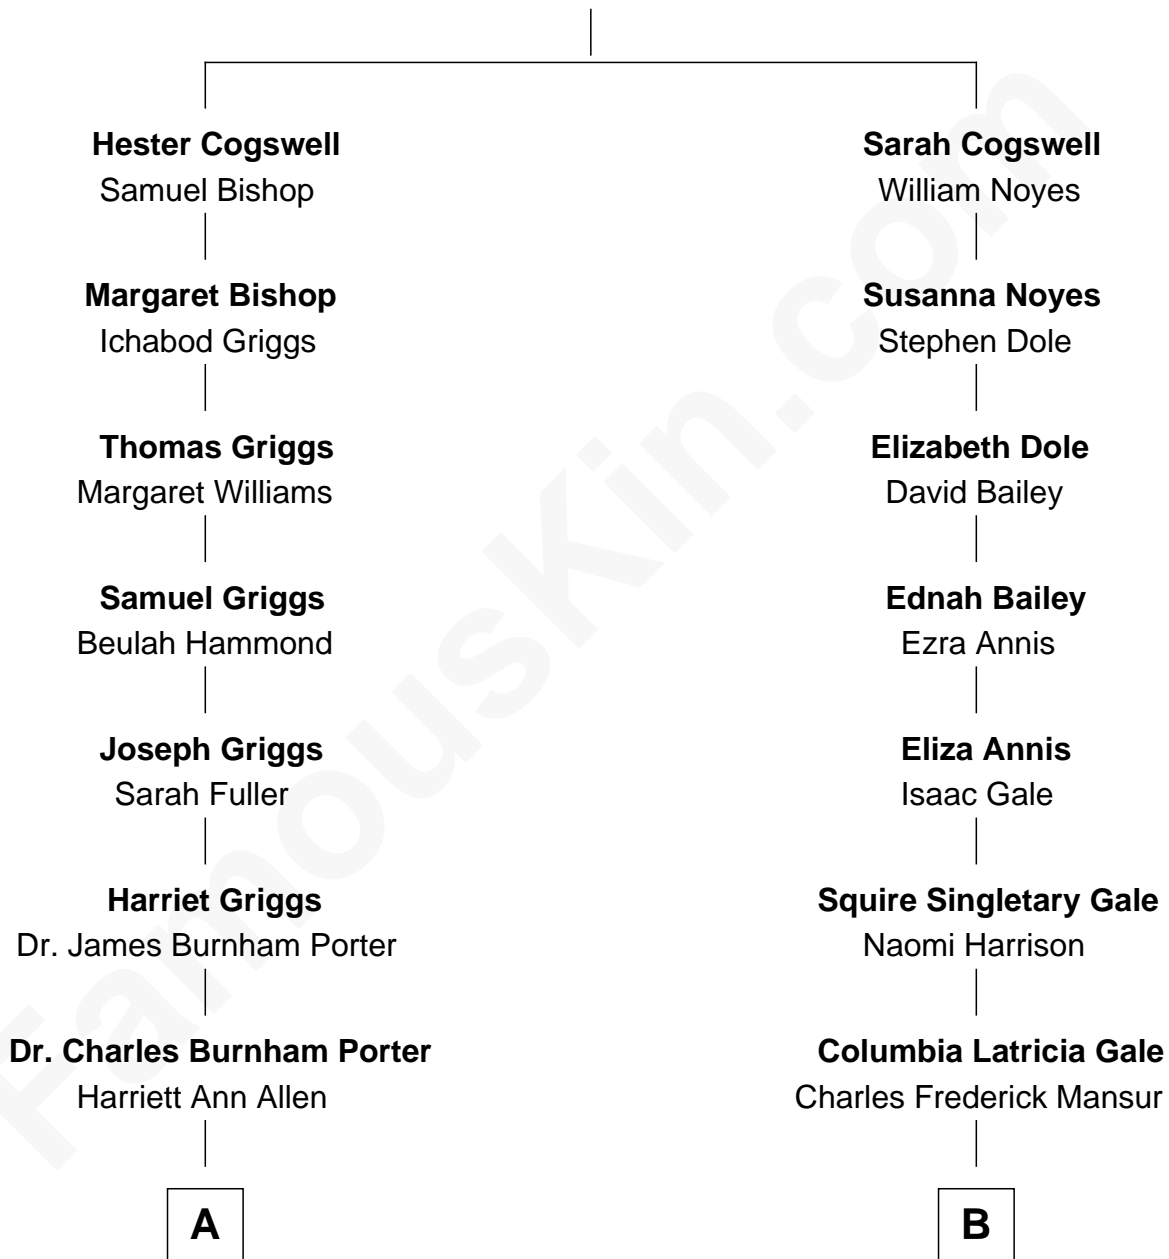 Hester Cogswell
Samuel Bishop
Margaret Bishop
Ichabod Griggs
Thomas Griggs
Margaret Williams
Samuel Griggs
Beulah Hammond
Joseph Griggs
Sarah Fuller
Harriet Griggs
Dr. James Burnham Porter
Dr. Charles Burnham Porter
Harriett Ann Allen
A
Sarah Cogswell
William Noyes
Susanna Noyes
Stephen Dole
Elizabeth Dole
David Bailey
Ednah Bailey
Ezra Annis
Eliza Annis
Isaac Gale
Squire Singletary Gale
Naomi Harrison
Columbia Latricia Gale
Charles Frederick Mansur
B
FamousKin.com